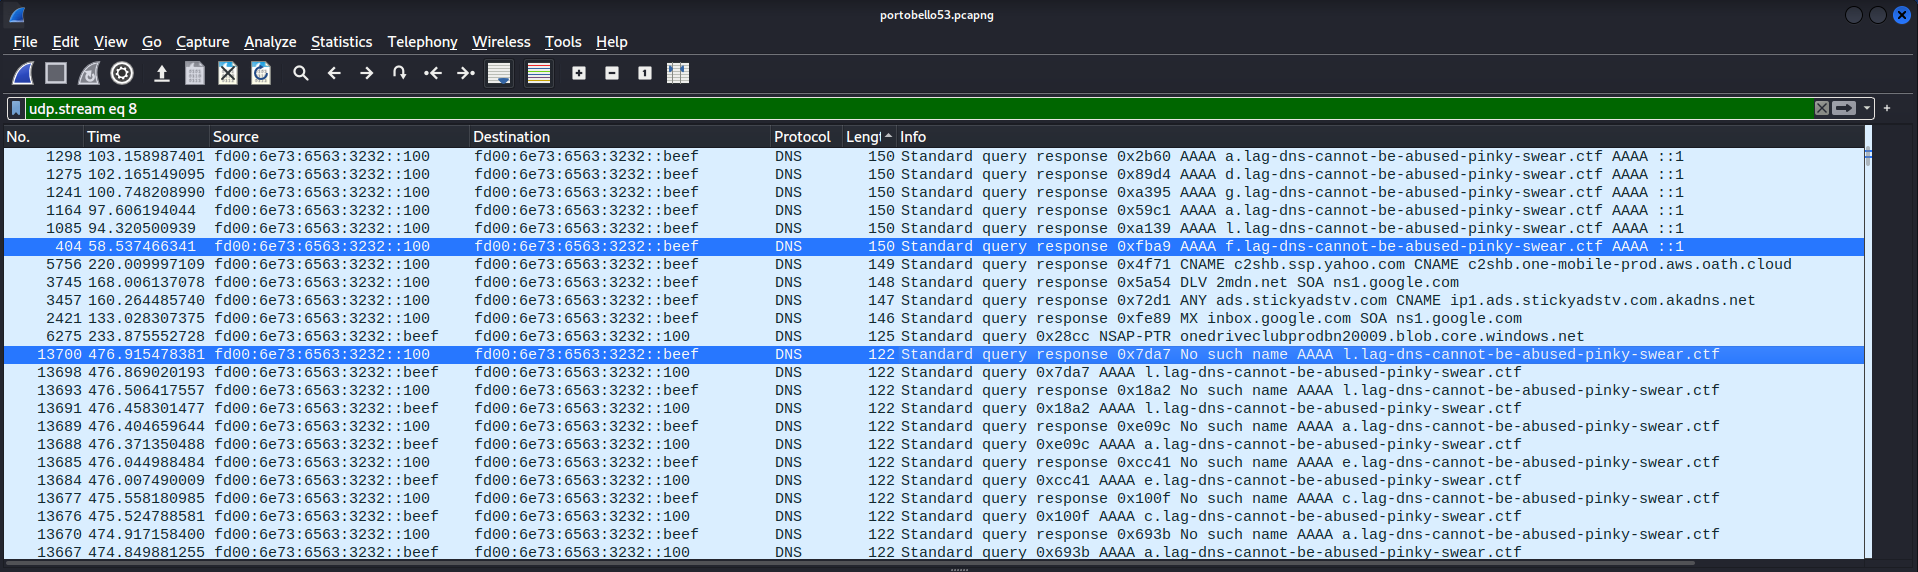 portobello53.pcapng
File Edit View Go Capture Analyze Statistics Telephony Wireless Tools Help
udp.stream eq 8
No. Time Source Destination Protocol Lengt Info
1298 103.158987401 fd00:6e73:6563:3232::100 fd00:6e73:6563:3232::beef DNS 150 Standard query response 0x2b60 AAAA a.lag-dns-cannot-be-abused-pinky-swear.ctf AAAA ::1
1275 102.165149095 fd00:6e73:6563:3232::100 fd00:6e73:6563:3232::beef DNS 150 Standard query response 0x89d4 AAAA d.lag-dns-cannot-be-abused-pinky-swear.ctf AAAA ::1
1241 100.748208990 fd00:6e73:6563:3232::100 fd00:6e73:6563:3232::beef DNS 150 Standard query response 0xa395 AAAA g.lag-dns-cannot-be-abused-pinky-swear.ctf AAAA ::1
1164 97.606194044 fd00:6e73:6563:3232::100 fd00:6e73:6563:3232::beef DNS 150 Standard query response 0x59c1 AAAA a.lag-dns-cannot-be-abused-pinky-swear.ctf AAAA ::1
1085 94.320500939 fd00:6e73:6563:3232::100 fd00:6e73:6563:3232::beef DNS 150 Standard query response 0xa139 AAAA l.lag-dns-cannot-be-abused-pinky-swear.ctf AAAA ::1
404 58.537466341 fd00:6e73:6563:3232::100 fd00:6e73:6563:3232::beef DNS 150 Standard query response 0xfba9 AAAA f.lag-dns-cannot-be-abused-pinky-swear.ctf AAAA ::1
5756 220.009997109 fd00:6e73:6563:3232::100 fd00:6e73:6563:3232::beef DNS 149 Standard query response 0x4f71 CNAME c2shb.ssp.yahoo.com CNAME c2shb.one-mobile-prod.aws.oath.cloud
3745 168.006137078 fd00:6e73:6563:3232::100 fd00:6e73:6563:3232::beef DNS 148 Standard query response 0x5a54 DLV 2mdn.net SOA ns1.google.com
3457 160.264485740 fd00:6e73:6563:3232::100 fd00:6e73:6563:3232::beef DNS 147 Standard query response 0x72d1 ANY ads.stickyadstv.com CNAME ip1.ads.stickyadstv.com.akadns.net
2421 133.028307375 fd00:6e73:6563:3232::100 fd00:6e73:6563:3232::beef DNS 146 Standard query response 0xfe89 MX inbox.google.com SOA ns1.google.com
6275 233.875552728 fd00:6e73:6563:3232::beef fd00:6e73:6563:3232::100 DNS 125 Standard query 0x28cc NSAP-PTR onedriveclubprodbn20009.blob.core.windows.net
13700 476.915478381 fd00:6e73:6563:3232::100 fd00:6e73:6563:3232::beef DNS 122 Standard query response 0x7da7 No such name AAAA l.lag-dns-cannot-be-abused-pinky-swear.ctf
13698 476.869020193 fd00:6e73:6563:3232::beef fd00:6e73:6563:3232::100 DNS 122 Standard query 0x7da7 AAAA l.lag-dns-cannot-be-abused-pinky-swear.ctf
13693 476.506417557 fd00:6e73:6563:3232::100 fd00:6e73:6563:3232::beef DNS 122 Standard query response 0x18a2 No such name AAAA l.lag-dns-cannot-be-abused-pinky-swear.ctf
13691 476.458301477 fd00:6e73:6563:3232::beef fd00:6e73:6563:3232::100 DNS 122 Standard query 0x18a2 AAAA l.lag-dns-cannot-be-abused-pinky-swear.ctf
13689 476.404659644 fd00:6e73:6563:3232::100 fd00:6e73:6563:3232::beef DNS 122 Standard query response 0xe09c No such name AAAA a.lag-dns-cannot-be-abused-pinky-swear.ctf
13688 476.371350488 fd00:6e73:6563:3232::beef fd00:6e73:6563:3232::100 DNS 122 Standard query 0xe09c AAAA a.lag-dns-cannot-be-abused-pinky-swear.ctf
13685 476.044988484 fd00:6e73:6563:3232::100 fd00:6e73:6563:3232::beef DNS 122 Standard query response 0xcc41 No such name AAAA e.lag-dns-cannot-be-abused-pinky-swear.ctf
13684 476.007490009 fd00:6e73:6563:3232::beef fd00:6e73:6563:3232::100 DNS 122 Standard query 0xcc41 AAAA e.lag-dns-cannot-be-abused-pinky-swear.ctf
13677 475.558180985 fd00:6e73:6563:3232::100 fd00:6e73:6563:3232::beef DNS 122 Standard query response 0x100f No such name AAAA c.lag-dns-cannot-be-abused-pinky-swear.ctf
13676 475.524788581 fd00:6e73:6563:3232::beef fd00:6e73:6563:3232::100 DNS 122 Standard query 0x100f AAAA c.lag-dns-cannot-be-abused-pinky-swear.ctf
13670 474.917158400 fd00:6e73:6563:3232::100 fd00:6e73:6563:3232::beef DNS 122 Standard query response 0x693b No such name AAAA a.lag-dns-cannot-be-abused-pinky-swear.ctf
13667 474.849881255 fd00:6e73:6563:3232::beef fd00:6e73:6563:3232::100 DNS 122 Standard query 0x693b AAAA a.lag-dns-cannot-be-abused-pinky-swear.ctf